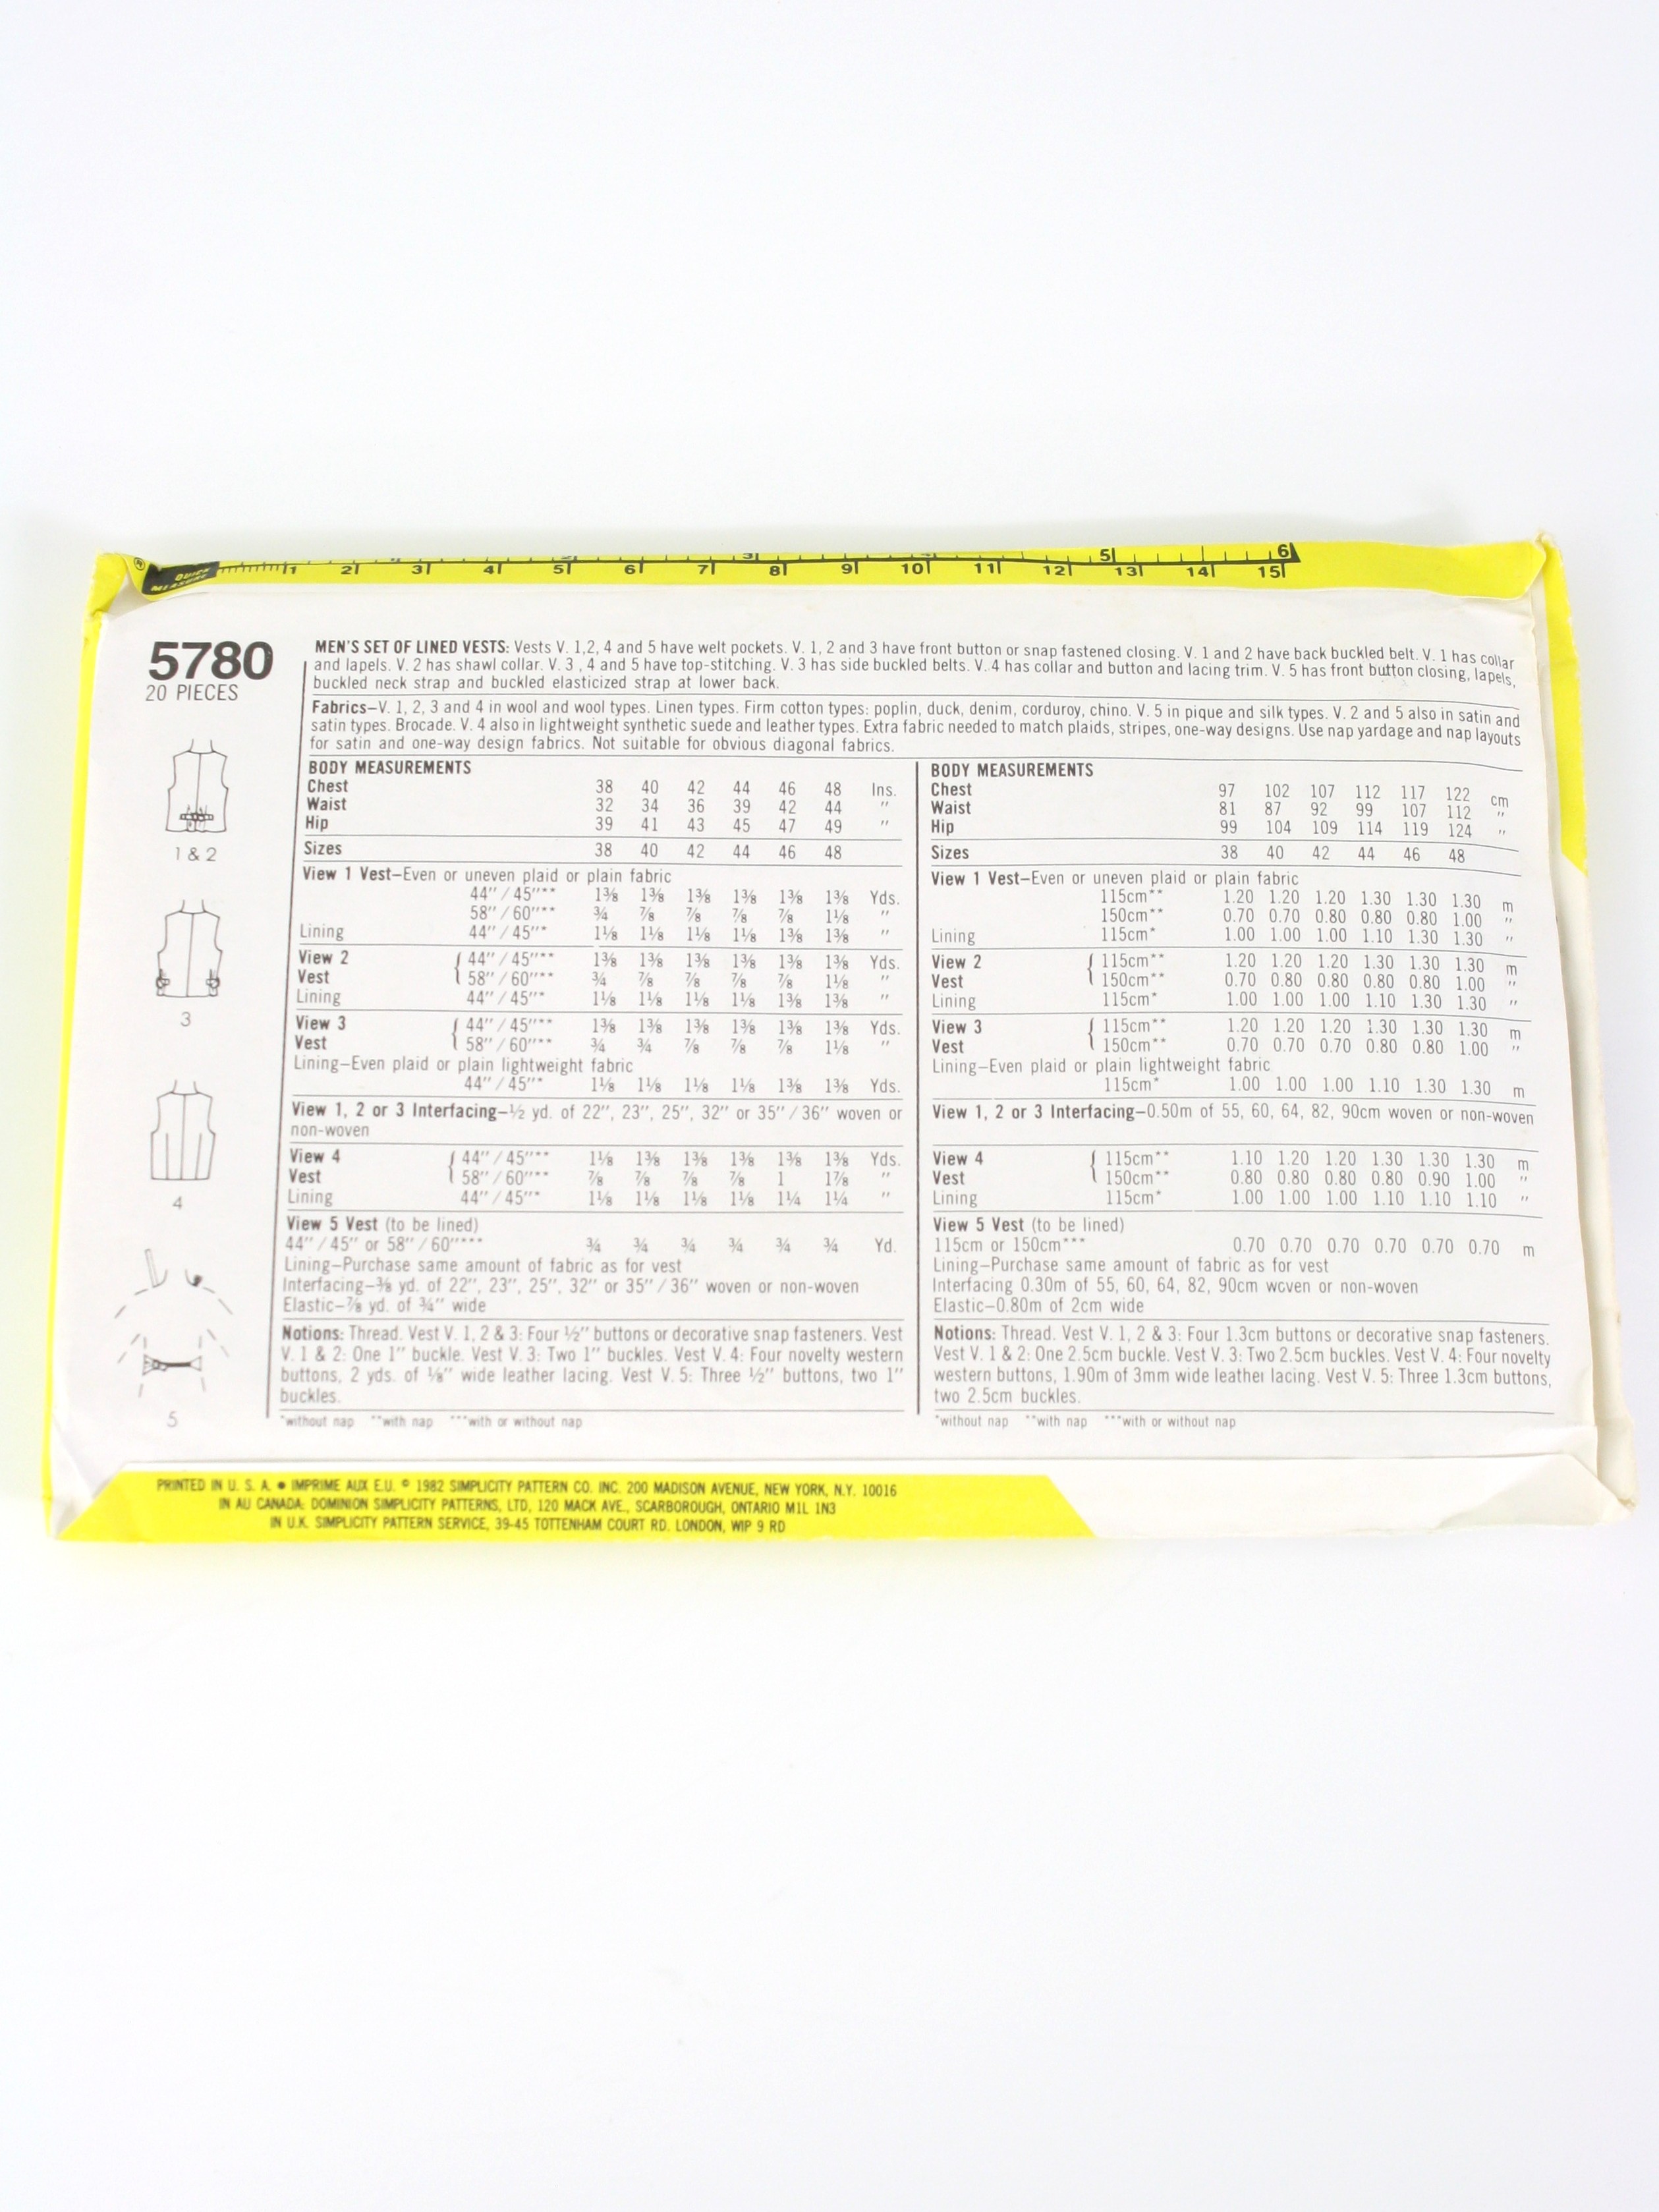 QUICK MEASURE 1 2 3 4 5 6 7 8 9 10 11 12 13 14 15
3 5 6
5780
20 PIECES
MEN'S SET OF LINED VESTS: Vests V. 1,2, 4 and 5 have welt pockets. V. 1, 2 and 3 have front button or snap fastened closing. V. 1 and 2 have back buckled belt. V. 1 has collar
and lapels. V. 2 has shawl collar. V. 3 , 4 and 5 have top-stitching. V. 3 has side buckled belts. V. 4 has collar and button and lacing trim. V. 5 has front button closing, lapels,
buckled neck strap and buckled elasticized strap at lower back.
Fabrics–V. 1, 2, 3 and 4 in wool and wool types. Linen types. Firm cotton types: poplin, duck, denim, corduroy, chino. V. 5 in pique and silk types. V. 2 and 5 also in satin and
satin types. Brocade. V. 4 also in lightweight synthetic suede and leather types. Extra fabric needed to match plaids, stripes, one-way designs. Use nap yardage and nap layouts
for satin and one-way design fabrics. Not suitable for obvious diagonal fabrics.
BODY MEASUREMENTS
Chest 38 40 42 44 46 48 Ins.
Waist 32 34 36 39 42 44 "
Hip 39 41 43 45 47 49 "
Sizes 38 40 42 44 46 48
View 1 Vest–Even or uneven plaid or plain fabric
44"/45"** 1⅜ 1⅜ 1⅜ 1⅜ 1⅜ 1⅜ Yds.
58"/60"** ¾ ⅞ ⅞ ⅞ ⅞ 1⅛ "
Lining 44"/45"* 1⅛ 1⅛ 1⅛ 1⅛ 1⅜ 1⅜ "
View 2 44"/45"** 1⅜ 1⅜ 1⅜ 1⅜ 1⅜ 1⅜ Yds.
Vest 58"/60"** ¾ ⅞ ⅞ ⅞ ⅞ 1⅛ "
Lining 44"/45"* 1⅛ 1⅛ 1⅛ 1⅛ 1⅜ 1⅜ "
View 3 44"/45"** 1⅜ 1⅜ 1⅜ 1⅜ 1⅜ 1⅜ Yds.
Vest 58"/60"** ¾ ¾ ⅞ ⅞ ⅞ 1⅛ "
Lining–Even plaid or plain lightweight fabric
44"/45"* 1⅛ 1⅛ 1⅛ 1⅛ 1⅜ 1⅜ Yds.
View 1, 2 or 3 Interfacing–½ yd. of 22", 23", 25", 32" or 35"/36" woven or
non-woven
View 4 44"/45"** 1⅛ 1⅜ 1⅜ 1⅜ 1⅜ 1⅜ Yds.
Vest 58"/60"** ⅞ ⅞ ⅞ ⅞ 1 1⅞ "
Lining 44"/45"* 1⅛ 1⅛ 1⅛ 1⅛ 1¼ 1¼ "
View 5 Vest (to be lined)
44"/45" or 58"/60"*** ¾ ¾ ¾ ¾ ¾ ¾ Yd.
Lining–Purchase same amount of fabric as for vest
Interfacing–⅜ yd. of 22", 23", 25", 32" or 35"/36" woven or non-woven
Elastic–⅞ yd. of ¾" wide
Notions: Thread. Vest V. 1, 2 & 3: Four ½" buttons or decorative snap fasteners. Vest
V. 1 & 2: One 1" buckle. Vest V. 3: Two 1" buckles. Vest V. 4: Four novelty western
buttons, 2 yds. of ⅛" wide leather lacing. Vest V. 5: Three ½" buttons, two 1"
buckles.
*without nap **with nap ***with or without nap
BODY MEASUREMENTS
Chest 97 102 107 112 117 122 cm
Waist 81 87 92 99 107 112 "
Hip 99 104 109 114 119 124 "
Sizes 38 40 42 44 46 48
View 1 Vest–Even or uneven plaid or plain fabric
115cm** 1.20 1.20 1.20 1.30 1.30 1.30 m
150cm** 0.70 0.70 0.80 0.80 0.80 1.00 "
Lining 115cm* 1.00 1.00 1.00 1.10 1.30 1.30 "
View 2 115cm** 1.20 1.20 1.20 1.30 1.30 1.30 m
Vest 150cm** 0.70 0.80 0.80 0.80 0.80 1.00 "
Lining 115cm* 1.00 1.00 1.00 1.10 1.30 1.30 "
View 3 115cm** 1.20 1.20 1.20 1.30 1.30 1.30 m
Vest 150cm** 0.70 0.70 0.70 0.80 0.80 1.00 "
Lining–Even plaid or plain lightweight fabric
115cm* 1.00 1.00 1.00 1.10 1.30 1.30 m
View 1, 2 or 3 Interfacing–0.50m of 55, 60, 64, 82, 90cm woven or non-woven
View 4 115cm** 1.10 1.20 1.20 1.30 1.30 1.30 m
Vest 150cm** 0.80 0.80 0.80 0.80 0.90 1.00 "
Lining 115cm* 1.00 1.00 1.00 1.10 1.10 1.10 "
View 5 Vest (to be lined)
115cm or 150cm*** 0.70 0.70 0.70 0.70 0.70 0.70 m
Lining–Purchase same amount of fabric as for vest
Interfacing 0.30m of 55, 60, 64, 82, 90cm woven or non-woven
Elastic–0.80m of 2cm wide
Notions: Thread. Vest V. 1, 2 & 3: Four 1.3cm buttons or decorative snap fasteners.
Vest V. 1 & 2: One 2.5cm buckle. Vest V. 3: Two 2.5cm buckles. Vest V. 4: Four novelty
western buttons, 1.90m of 3mm wide leather lacing. Vest V. 5: Three 1.3cm buttons,
two 2.5cm buckles.
*without nap **with nap ***with or without nap
1 & 2
3
4
5
PRINTED IN U. S. A. ● IMPRIME AUX E.U. © 1982 SIMPLICITY PATTERN CO. INC. 200 MADISON AVENUE, NEW YORK, N.Y. 10016
IN AU CANADA: DOMINION SIMPLICITY PATTERNS, LTD, 120 MACK AVE., SCARBOROUGH, ONTARIO M1L 1N3
IN U.K. SIMPLICITY PATTERN SERVICE, 39-45 TOTTENHAM COURT RD. LONDON, WIP 9 RD